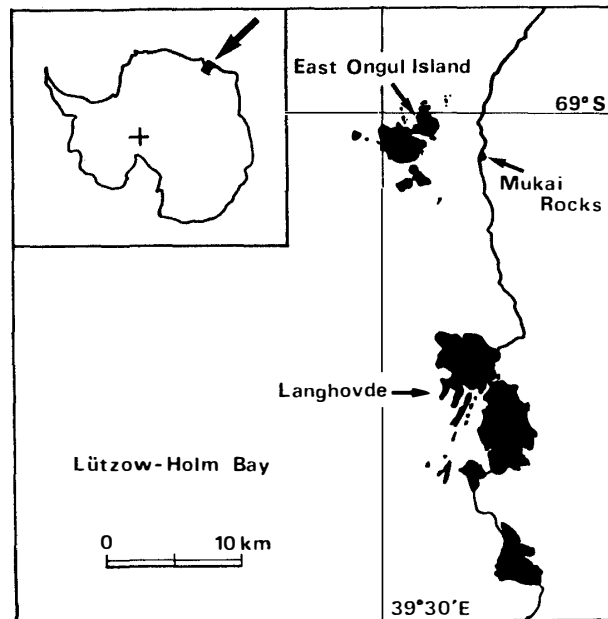 East Ongul Island
69°S
Mukai
Rocks
Langhovde
Lützow-Holm Bay
0 10 km
39°30'E